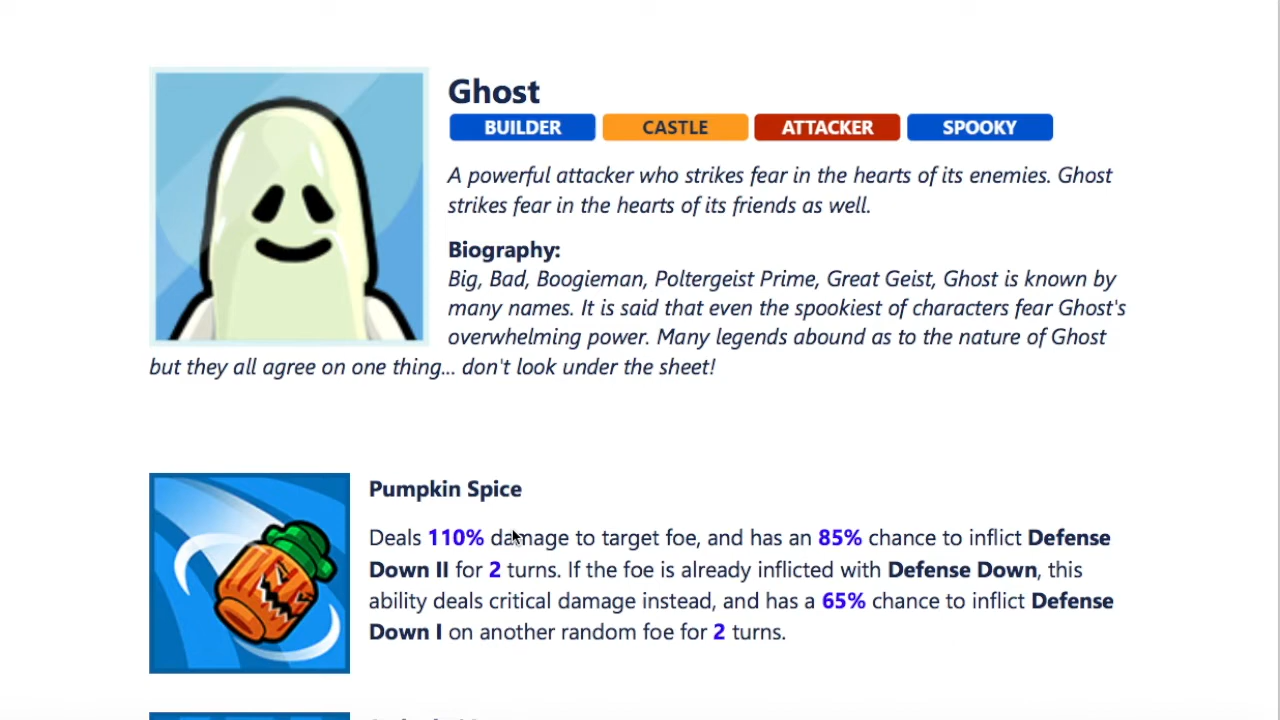 Ghost
BUILDER CASTLE ATTACKER SPOOKY
A powerful attacker who strikes fear in the hearts of its enemies. Ghost
strikes fear in the hearts of its friends as well.
Biography:
Big, Bad, Boogieman, Poltergeist Prime, Great Geist, Ghost is known by
many names. It is said that even the spookiest of characters fear Ghost's
overwhelming power. Many legends abound as to the nature of Ghost
but they all agree on one thing... don't look under the sheet!
Pumpkin Spice
Deals 110% damage to target foe, and has an 85% chance to inflict Defense
Down II for 2 turns. If the foe is already inflicted with Defense Down, this
ability deals critical damage instead, and has a 65% chance to inflict Defense
Down I on another random foe for 2 turns.